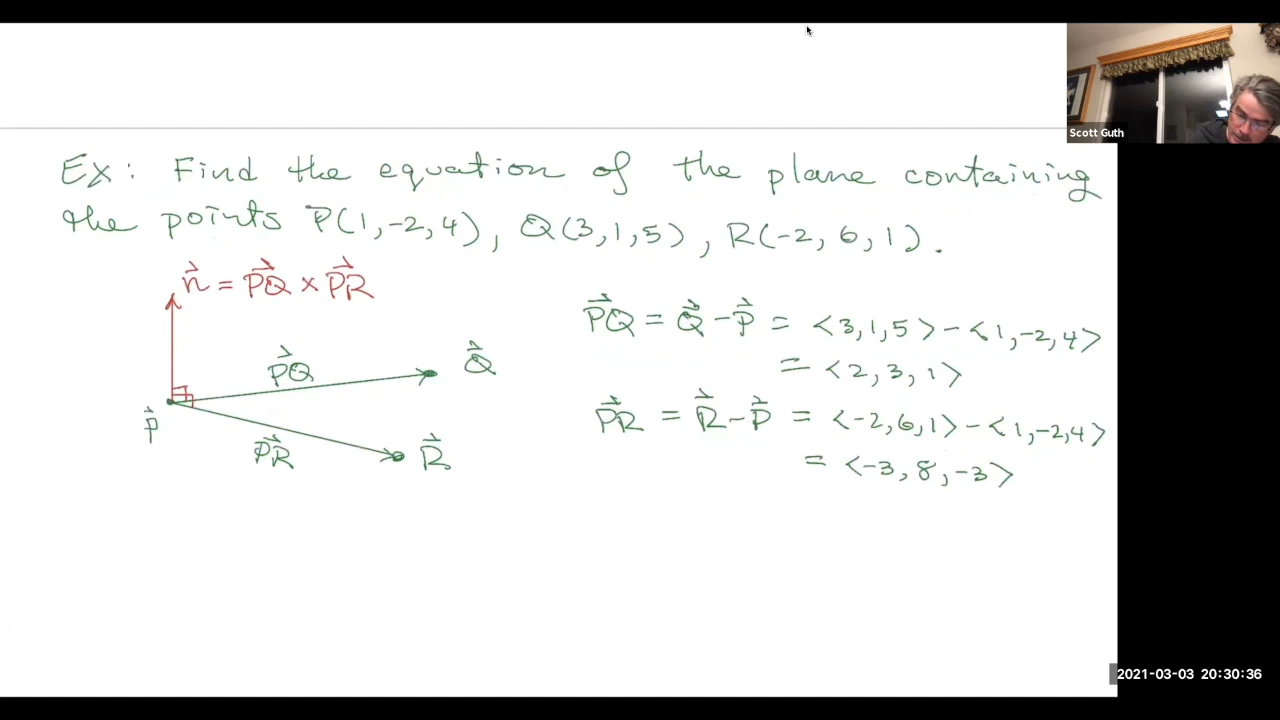 Scott Guth
Ex: Find the equation of the plane containing
the points P(1,-2,4), Q(3,1,5), R(-2,6,1).
n⃗ = PQ⃗ × PR⃗
PQ⃗
Q⃗
P⃗
PR⃗
R⃗
PQ⃗ = Q⃗ - P⃗ = <3,1,5> - <1,-2,4>
= <2,3,1>
PR⃗ = R⃗ - P⃗ = <-2,6,1> - <1,-2,4>
= <-3,8,-3>
2021-03-03 20:30:36